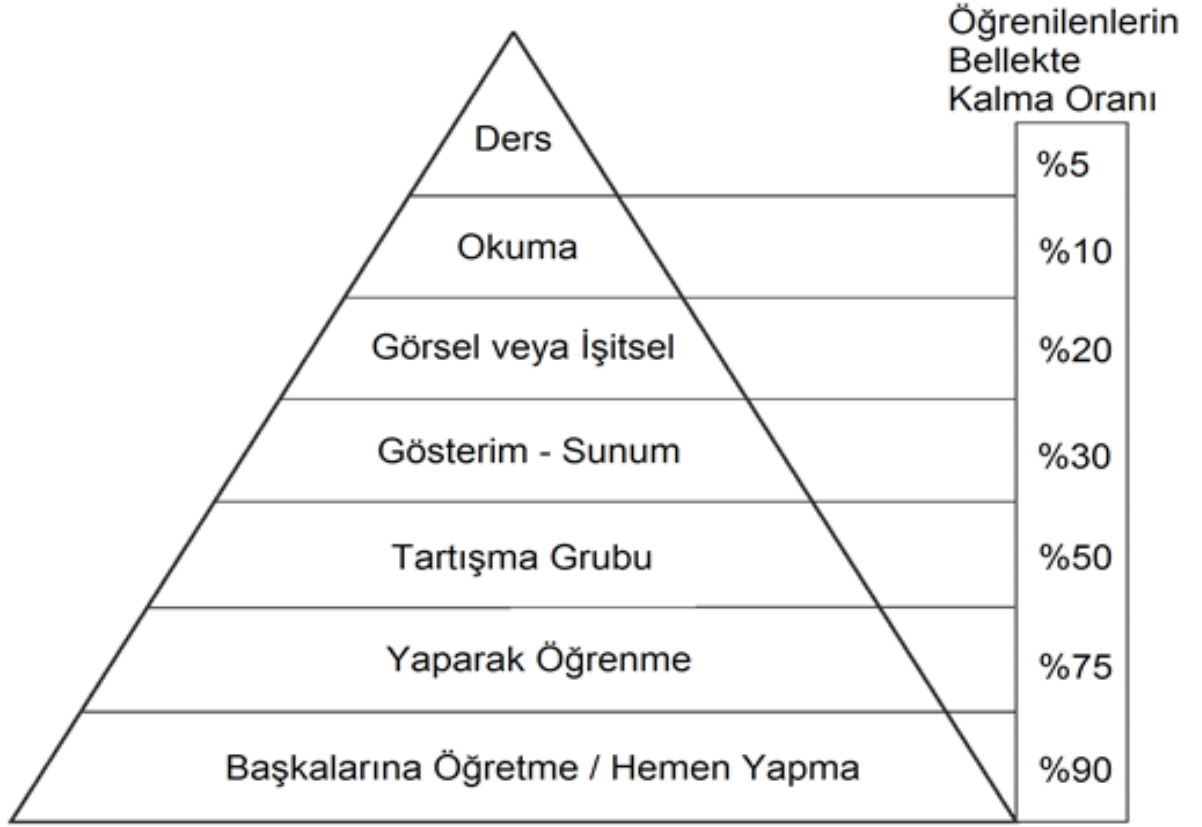 Öğrenilenlerin
Bellekte
Kalma Oranı
Ders
%5
Okuma
%10
Görsel veya İşitsel
%20
Gösterim - Sunum
%30
Tartışma Grubu
%50
Yaparak Öğrenme
%75
Başkalarına Öğretme / Hemen Yapma
%90